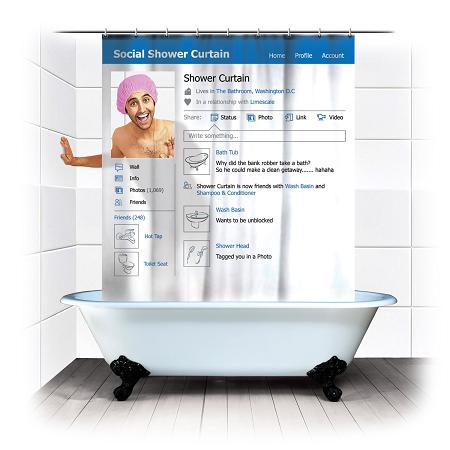 Social Shower Curtain
Home Profile Account
Shower Curtain
Lives in The Bathroom, Washington D.C
In a relationship with Limescale
Share: Status Photo Link Video
Write something...
Bath Tub
Why did the bank robber take a bath?
So he could make a clean getaway....... hahaha
Shower Curtain is now friends with Wash Basin and
Shampoo & Conditioner
Wash Basin
Wants to be unblocked
Shower Head
Tagged you in a Photo
Wall
Info
Photos (1,069)
Friends
Friends (248)
Hot Tap
Toilet Seat